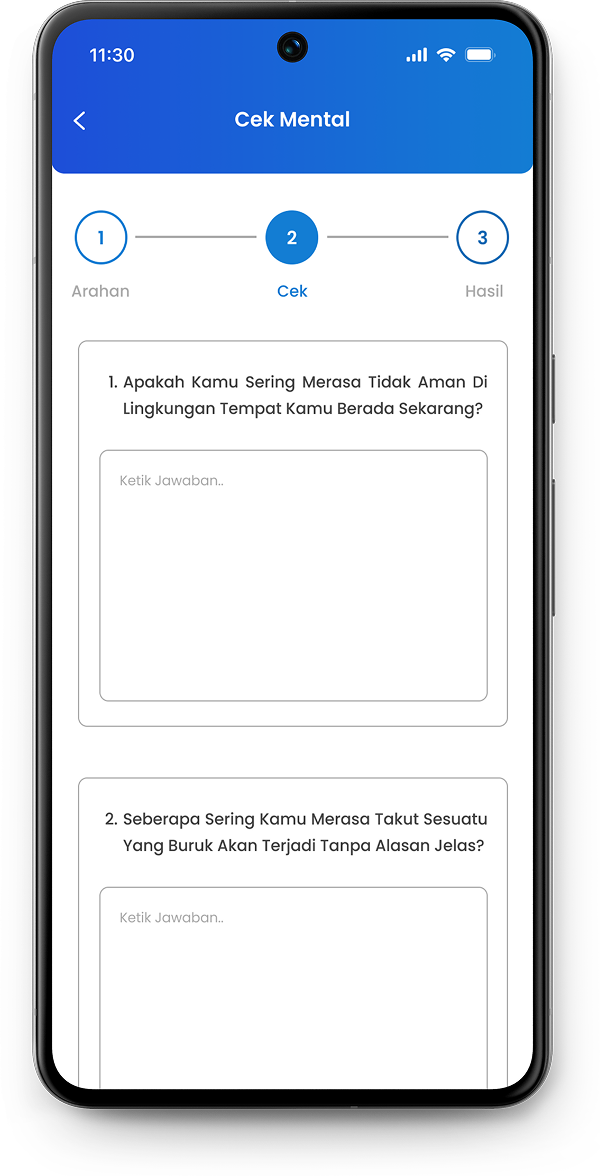 11:30
Cek Mental
1
2
3
Arahan
Cek
Hasil
1. Apakah Kamu Sering Merasa Tidak Aman Di
Lingkungan Tempat Kamu Berada Sekarang?
Ketik Jawaban..
2. Seberapa Sering Kamu Merasa Takut Sesuatu
Yang Buruk Akan Terjadi Tanpa Alasan Jelas?
Ketik Jawaban..